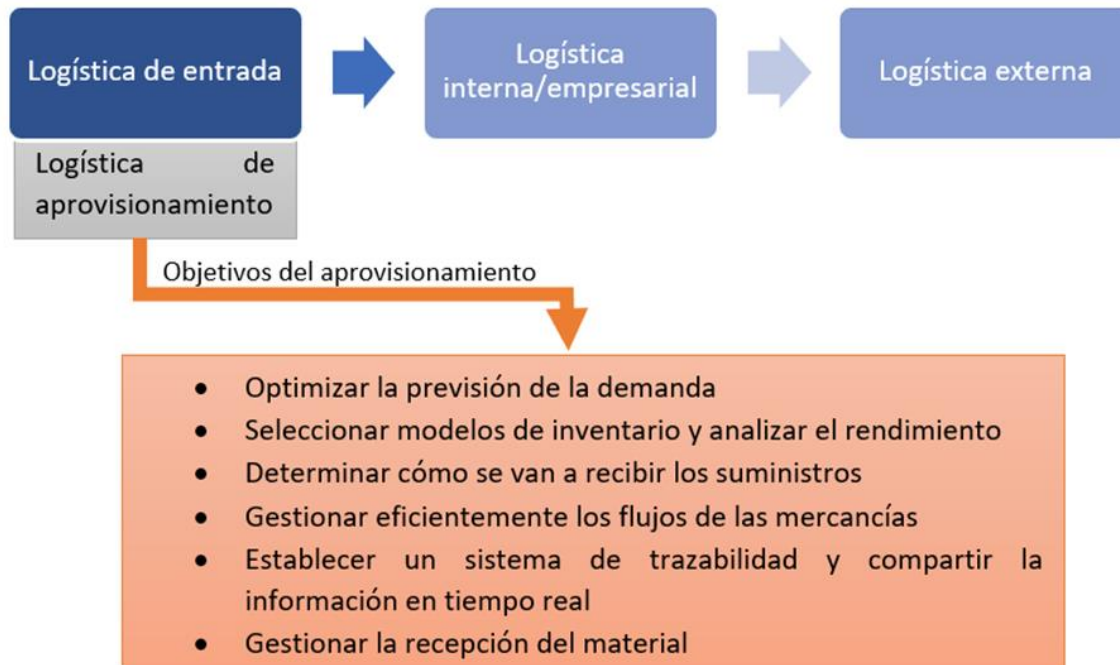 Logística de entrada
Logística
interna/empresarial
Logística externa
Logística de
aprovisionamiento
Objetivos del aprovisionamiento
• Optimizar la previsión de la demanda
• Seleccionar modelos de inventario y analizar el rendimiento
• Determinar cómo se van a recibir los suministros
• Gestionar eficientemente los flujos de las mercancías
• Establecer un sistema de trazabilidad y compartir la
información en tiempo real
• Gestionar la recepción del material